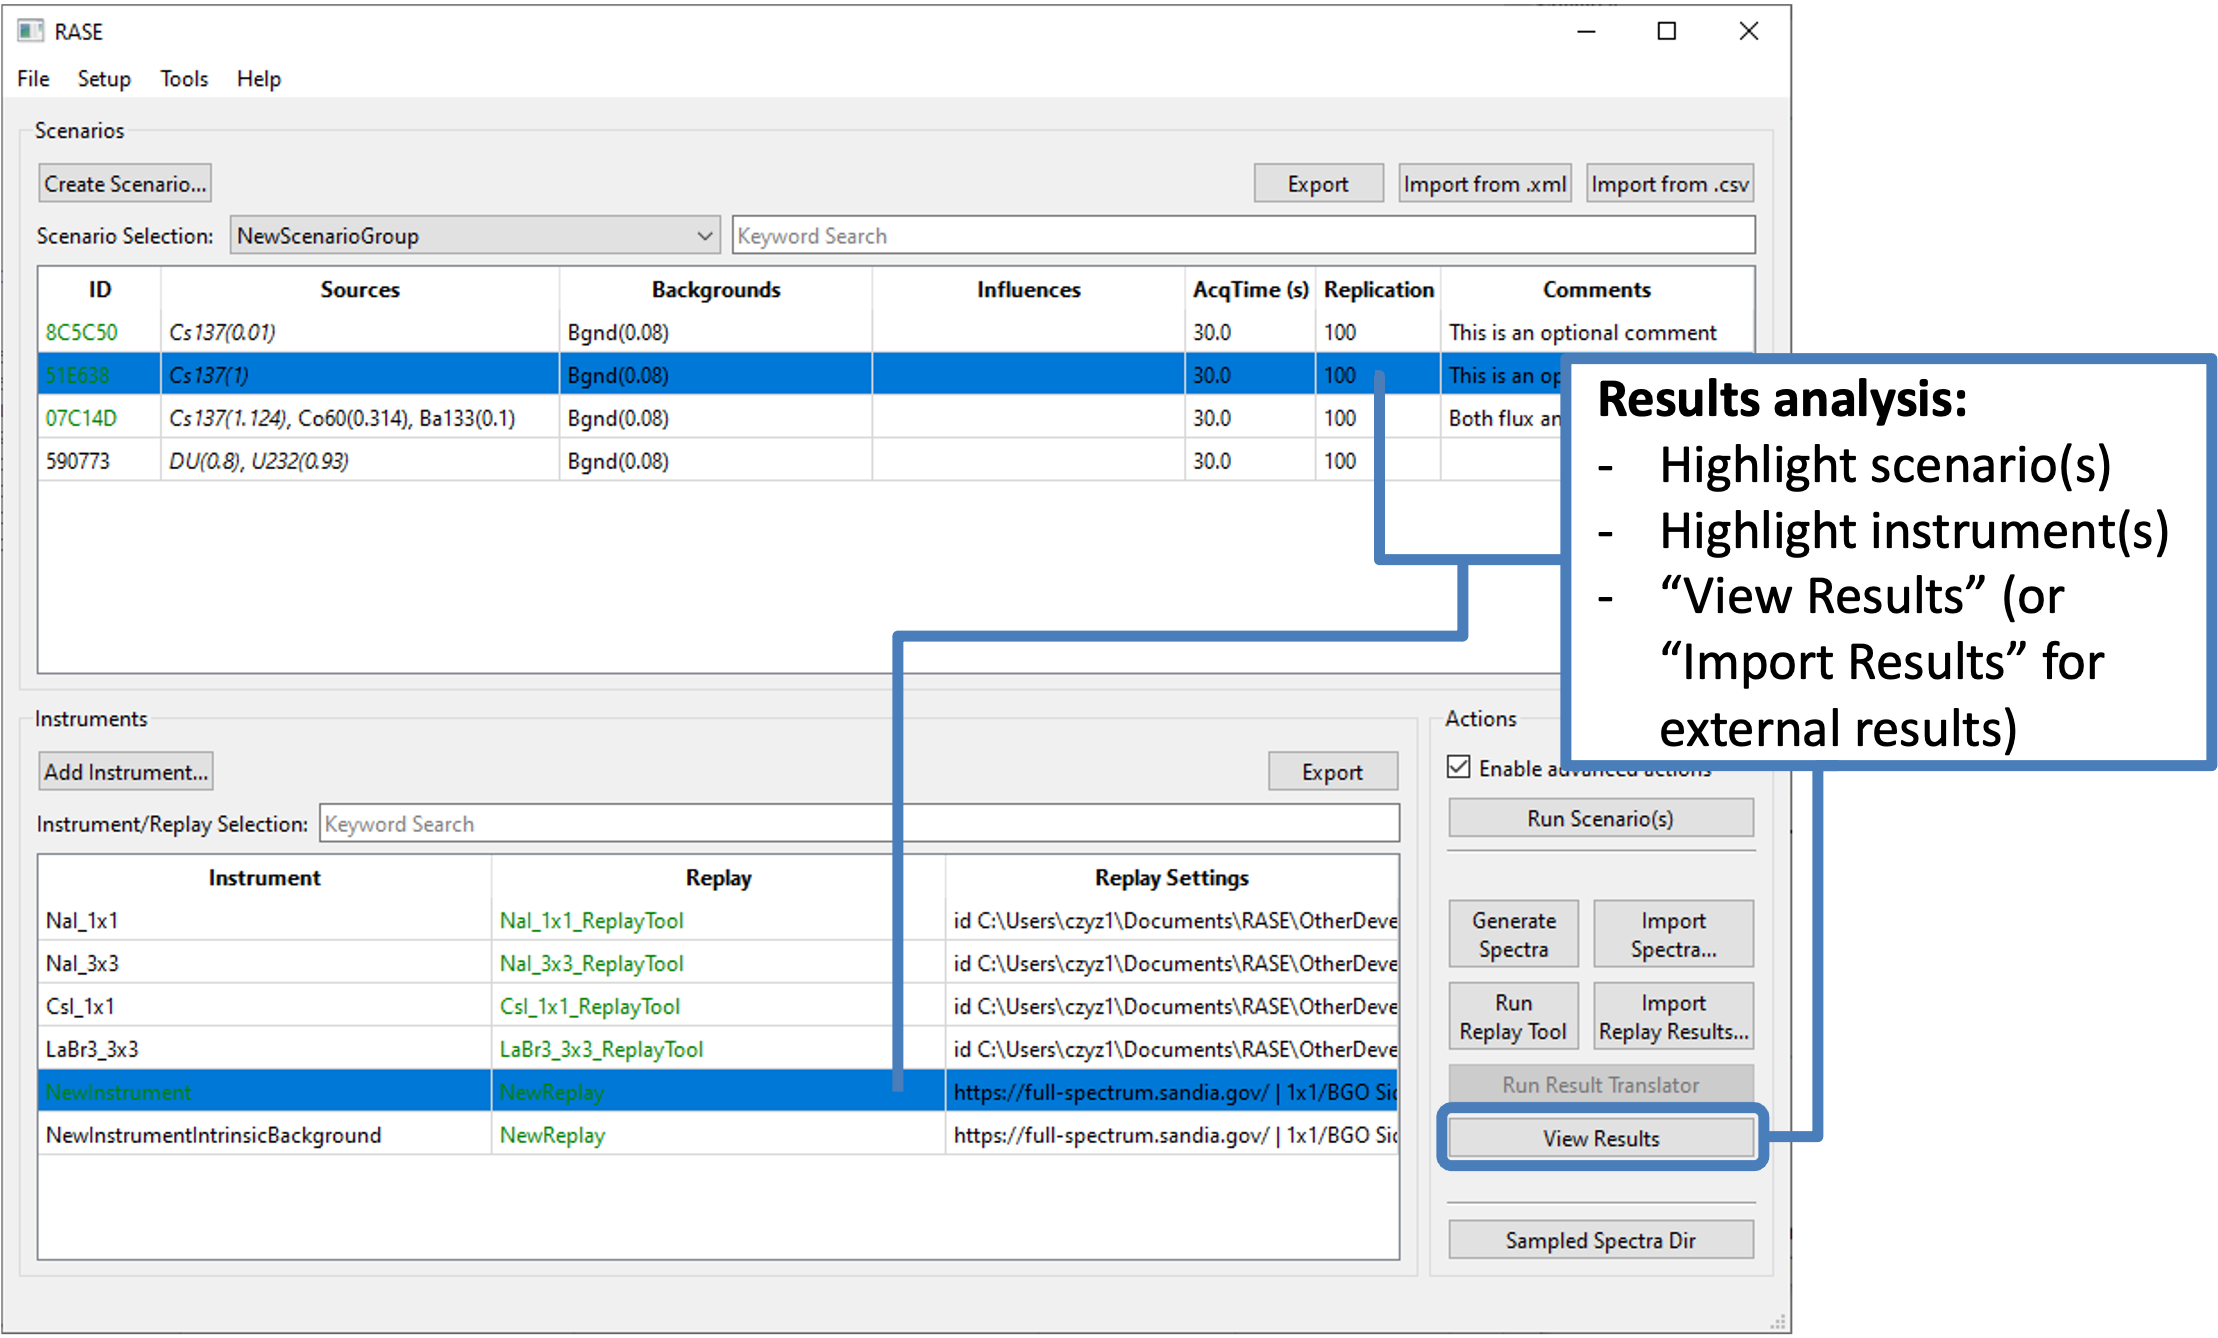 RASE
File Setup Tools Help
Scenarios
Create Scenario... Export Import from .xml Import from .csv
Scenario Selection: NewScenarioGroup Keyword Search
ID Sources Backgrounds Influences AcqTime (s) Replication Comments
8C5C50 Cs137(0.01) Bgnd(0.08) 30.0 100 This is an optional comment
51E638 Cs137(1) Bgnd(0.08) 30.0 100 This is an
07C14D Cs137(1.124), Co60(0.314), Ba133(0.1) Bgnd(0.08) 30.0 100 Both flux
590773 DU(0.8), U232(0.93) Bgnd(0.08) 30.0 100
Results analysis:
- Highlight scenario(s)
- Highlight instrument(s)
- “View Results” (or
“Import Results” for
external results)
Instruments
Add Instrument... Export
Instrument/Replay Selection: Keyword Search
Instrument Replay Replay Settings
NaI_1x1 NaI_1x1_ReplayTool id C:\Users\czyz1\Documents\RASE\OtherDeve
NaI_3x3 NaI_3x3_ReplayTool id C:\Users\czyz1\Documents\RASE\OtherDeve
CsI_1x1 CsI_1x1_ReplayTool id C:\Users\czyz1\Documents\RASE\OtherDeve
LaBr3_3x3 LaBr3_3x3_ReplayTool id C:\Users\czyz1\Documents\RASE\OtherDeve
NewInstrument NewReplay https://full-spectrum.sandia.gov/ | 1x1/BGO Sid
NewInstrumentIntrinsicBackground NewReplay https://full-spectrum.sandia.gov/ | 1x1/BGO Sid
Actions
Enable advanced actions
Run Scenario(s)
Generate Spectra
Import Spectra...
Run Replay Tool
Import Replay Results...
Run Result Translator
View Results
Sampled Spectra Dir